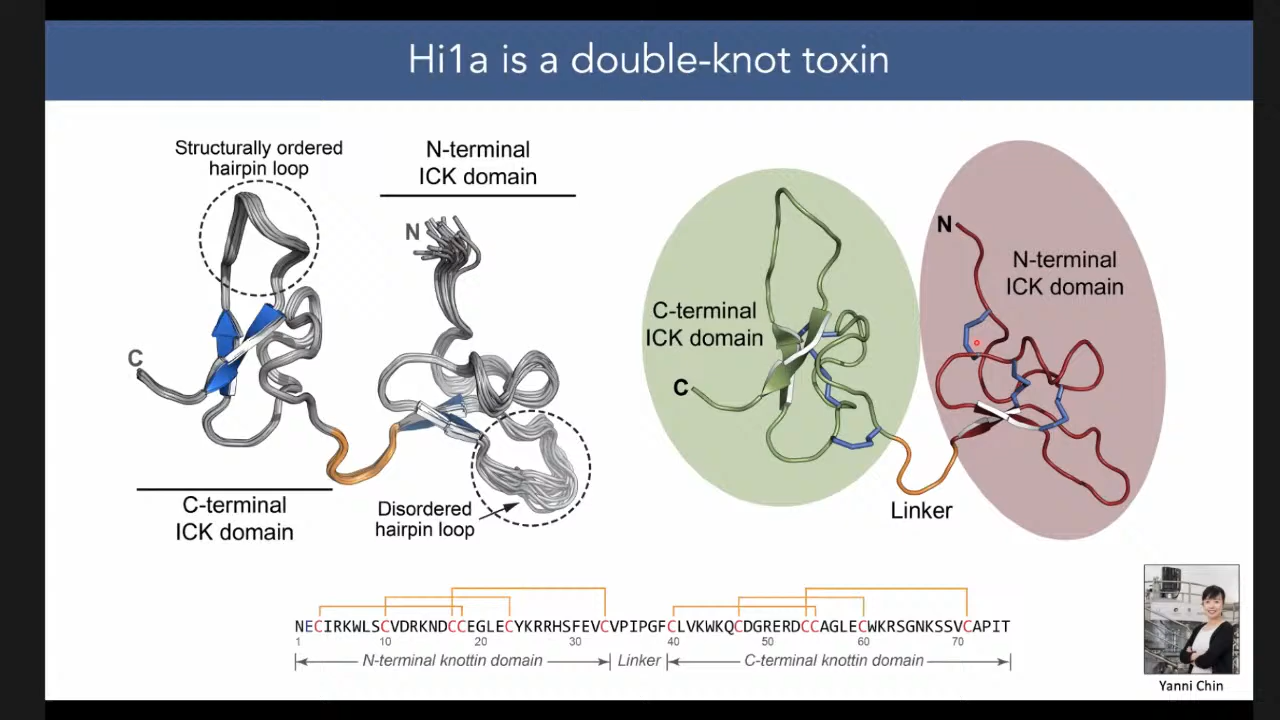 Hi1a is a double-knot toxin
Structurally ordered
hairpin loop
N-terminal
ICK domain
N
C
C-terminal
ICK domain
Disordered
hairpin loop
N
N-terminal
ICK domain
C-terminal
ICK domain
C
Linker
NECIRKWLSCVDRKNDCCEGLECYKRRHSFEVCVPIPGFCLVKWKQCDGRERDCCAGLECWKRSGNKSSVCAPIT
1 10 20 30 40 50 60 70
N-terminal knottin domain Linker C-terminal knottin domain
Yanni Chin